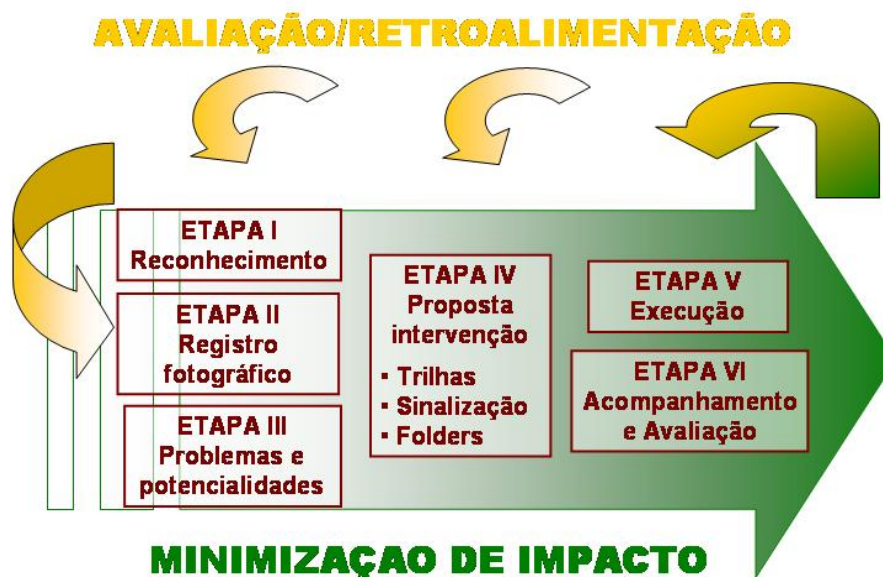 AVALIAÇÃO/RETROALIMENTAÇÃO
ETAPA I
Reconhecimento
ETAPA II
Registro
fotográfico
ETAPA III
Problemas e
potencialidades
ETAPA IV
Proposta
intervenção
▪ Trilhas
▪ Sinalização
▪ Folders
ETAPA V
Execução
ETAPA VI
Acompanhamento
e Avaliação
MINIMIZAÇAO DE IMPACTO